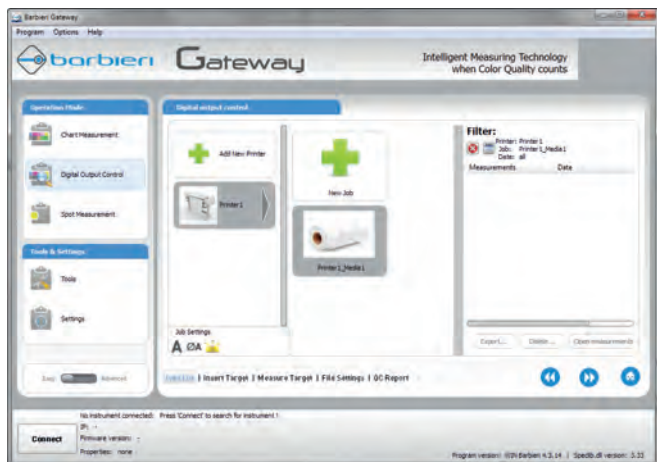 Barbieri Gateway
Program Options Help
barbieri Gateway
Intelligent Measuring Technology
when Color Quality counts
Operation Mode
Chart Measurement
Digital Output Control
Spot Measurement
Tools & Settings
Tools
Settings
Easy Advanced
Digital output control
Add New Printer
Printer1
New Job
Printer1_Media1
Job Settings
A ØA
Filter:
Printer: Printer1
Job: Printer1_Media1
Date: all
Measurements Date
Export... Delete... Open measurements
| Insert Target | Measure Target | File Settings | QC Report
Connect
No instrument connected: Press 'Connect' to search for instrument !
IP: -
Firmware version: -
Properties: none
Program version: WIN Barbieri 4.5.14 | Spectlb.dll version: 3.33